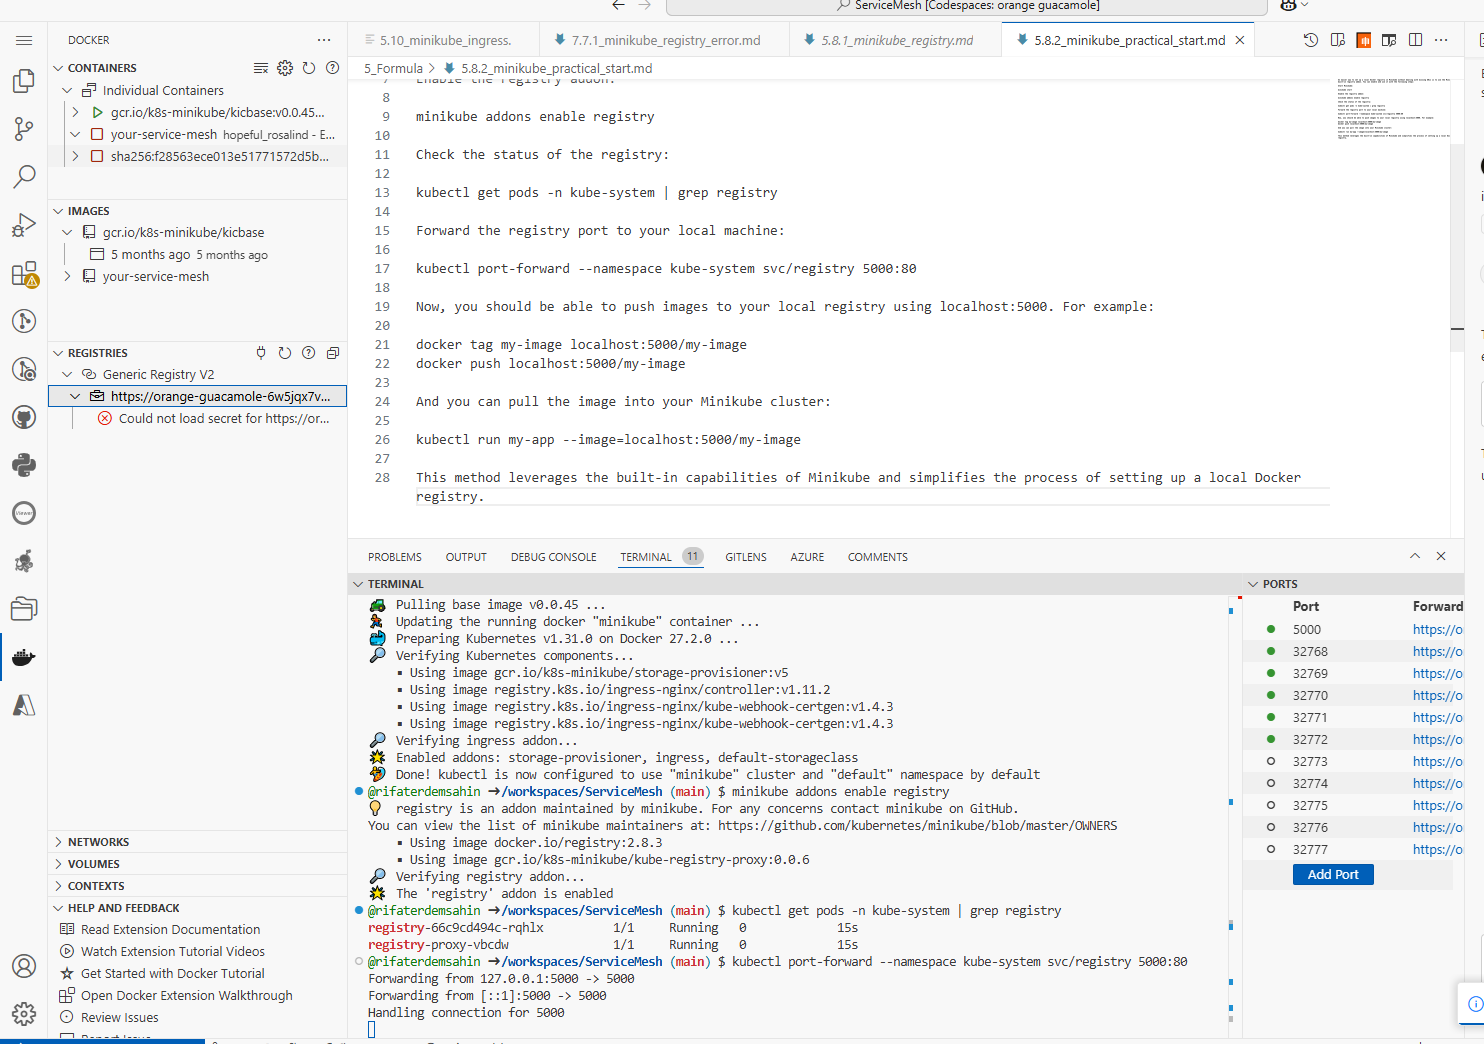 ServiceMesh [Codespaces: orange guacamole]
DOCKER
CONTAINERS
Individual Containers
gcr.io/k8s-minikube/kicbase:v0.0.45...
your-service-mesh hopeful_rosalind - E...
sha256:f28563ece013e51771572d5b...
IMAGES
gcr.io/k8s-minikube/kicbase
5 months ago 5 months ago
your-service-mesh
REGISTRIES
Generic Registry V2
https://orange-guacamole-6w5jqx7v...
Could not load secret for https://or...
NETWORKS
VOLUMES
CONTEXTS
HELP AND FEEDBACK
Read Extension Documentation
Watch Extension Tutorial Videos
Get Started with Docker Tutorial
Open Docker Extension Walkthrough
Review Issues
Report Issue
5.10_minikube_ingress.
7.7.1_minikube_registry_error.md
5.8.1_minikube_registry.md
5.8.2_minikube_practical_start.md
5_Formula > 5.8.2_minikube_practical_start.md
7 Enable the registry addon:
8
9 minikube addons enable registry
10
11 Check the status of the registry:
12
13 kubectl get pods -n kube-system | grep registry
14
15 Forward the registry port to your local machine:
16
17 kubectl port-forward --namespace kube-system svc/registry 5000:80
18
19 Now, you should be able to push images to your local registry using localhost:5000. For example:
20
21 docker tag my-image localhost:5000/my-image
22 docker push localhost:5000/my-image
23
24 And you can pull the image into your Minikube cluster:
25
26 kubectl run my-app --image=localhost:5000/my-image
27
28 This method leverages the built-in capabilities of Minikube and simplifies the process of setting up a local Docker
registry.
PROBLEMS OUTPUT DEBUG CONSOLE TERMINAL 11 GITLENS AZURE COMMENTS
TERMINAL
Pulling base image v0.0.45 ...
Updating the running docker "minikube" container ...
Preparing Kubernetes v1.31.0 on Docker 27.2.0 ...
Verifying Kubernetes components...
▪ Using image gcr.io/k8s-minikube/storage-provisioner:v5
▪ Using image registry.k8s.io/ingress-nginx/controller:v1.11.2
▪ Using image registry.k8s.io/ingress-nginx/kube-webhook-certgen:v1.4.3
▪ Using image registry.k8s.io/ingress-nginx/kube-webhook-certgen:v1.4.3
Verifying ingress addon...
Enabled addons: storage-provisioner, ingress, default-storageclass
Done! kubectl is now configured to use "minikube" cluster and "default" namespace by default
@rifaterdemsahin ➜/workspaces/ServiceMesh (main) $ minikube addons enable registry
registry is an addon maintained by minikube. For any concerns contact minikube on GitHub.
You can view the list of minikube maintainers at: https://github.com/kubernetes/minikube/blob/master/OWNERS
▪ Using image docker.io/registry:2.8.3
▪ Using image gcr.io/k8s-minikube/kube-registry-proxy:0.0.6
Verifying registry addon...
The 'registry' addon is enabled
@rifaterdemsahin ➜/workspaces/ServiceMesh (main) $ kubectl get pods -n kube-system | grep registry
registry-66c9cd494c-rqhlx 1/1 Running 0 15s
registry-proxy-vbcdw 1/1 Running 0 15s
@rifaterdemsahin ➜/workspaces/ServiceMesh (main) $ kubectl port-forward --namespace kube-system svc/registry 5000:80
Forwarding from 127.0.0.1:5000 -> 5000
Forwarding from [::1]:5000 -> 5000
Handling connection for 5000
PORTS
Port Forward
5000 https://o
32768 https://o
32769 https://o
32770 https://o
32771 https://o
32772 https://o
32773 https://o
32774 https://o
32775 https://o
32776 https://o
32777 https://o
Add Port